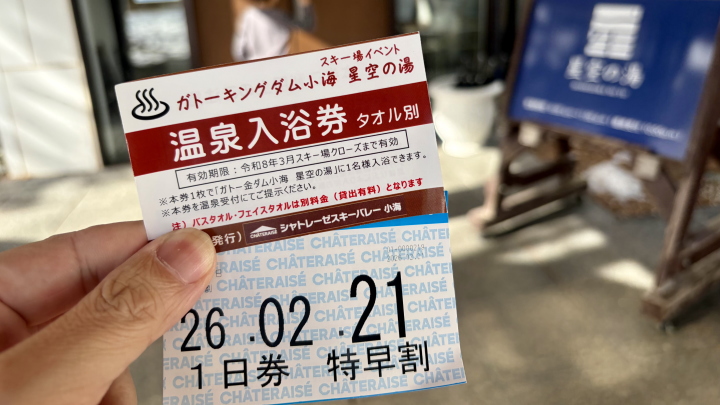 スキー場イベント
ガトーキングダム小海 星空の湯
温泉入浴券 タオル別
有効期限：令和8年3月スキー場クローズまで有効
※本券1枚で「ガトー金ダム小海 星空の湯」に1名様入浴できます。
※本券を温泉受付にてご提示ください。
注）バスタオル・フェイスタオルは別料金（貸出有料）となります
発行）CHÂTERAISÉ シャトレーゼスキーバレー 小海
CHÂTERAISÉ
26.02.21
1日券 特早割
星空の湯